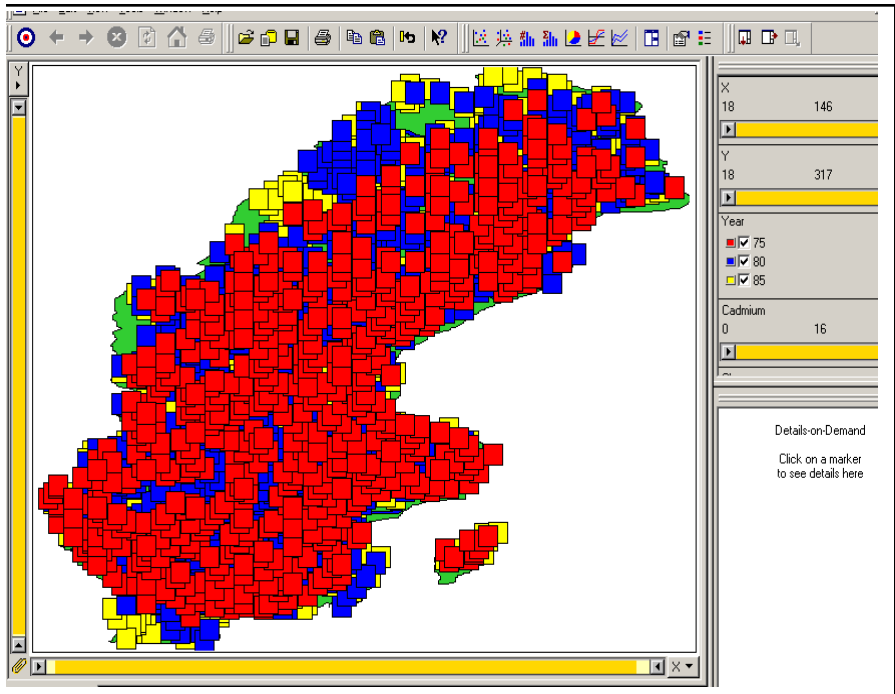 Y
X
X
18 146
Y
18 317
Year
75
80
85
Cadmium
0 16
Details-on-Demand
Click on a marker
to see details here